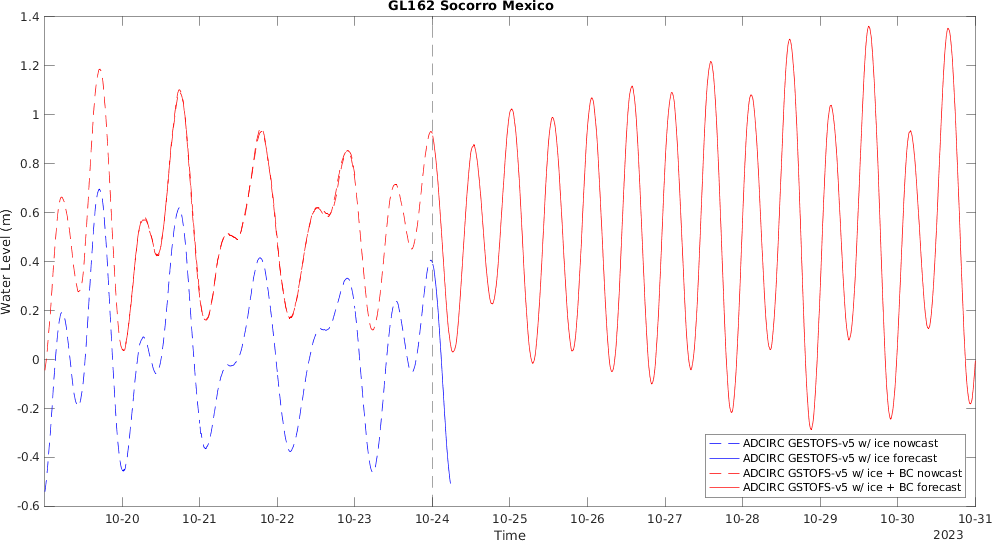 GL162 Socorro Mexico
1.4
1.2
1
0.8
0.6
0.4
0.2
0
-0.2
-0.4
-0.6
Water Level (m)
ADCIRC GESTOFS-v5 w/ ice nowcast
ADCIRC GESTOFS-v5 w/ ice forecast
ADCIRC GSTOFS-v5 w/ ice + BC nowcast
ADCIRC GSTOFS-v5 w/ ice + BC forecast
10-20 10-21 10-22 10-23 10-24 10-25 10-26 10-27 10-28 10-29 10-30 10-31
Time
2023